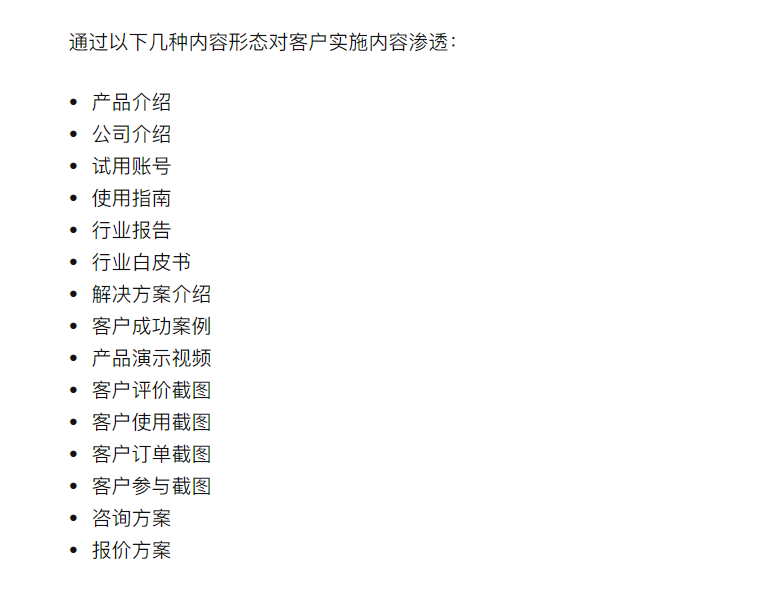 通过以下几种内容形态对客户实施内容渗透：
• 产品介绍
• 公司介绍
• 试用账号
• 使用指南
• 行业报告
• 行业白皮书
• 解决方案介绍
• 客户成功案例
• 产品演示视频
• 客户评价截图
• 客户使用截图
• 客户订单截图
• 客户参与截图
• 咨询方案
• 报价方案